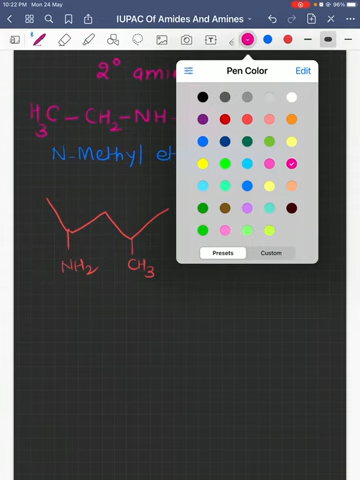 10:22 PM Mon 24 May
96%
IUPAC Of Amides And Amines
2° ami
Pen Color
Edit
H3C - CH2 - NH -
N-Methyl et
NH2
CH3
Presets
Custom